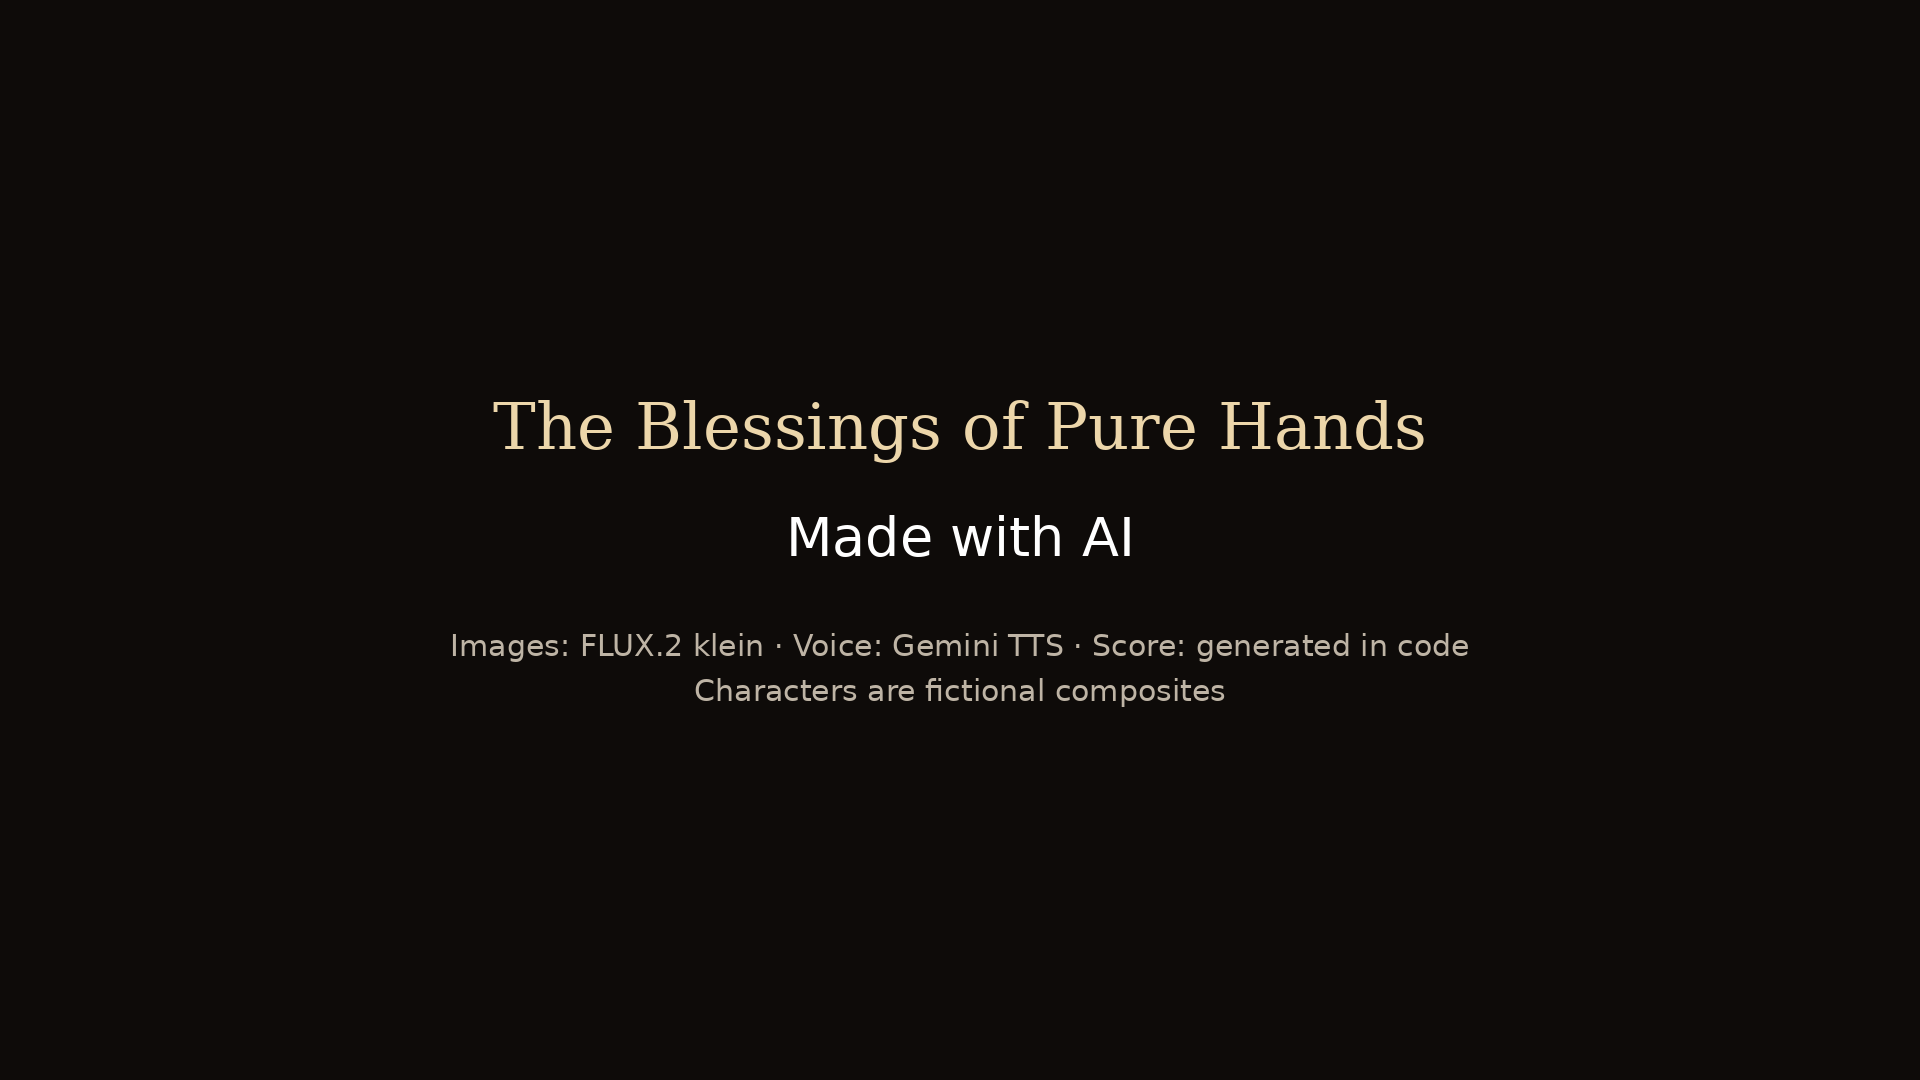 The Blessings of Pure Hands
Made with AI
Images: FLUX.2 klein · Voice: Gemini TTS · Score: generated in code
Characters are fictional composites